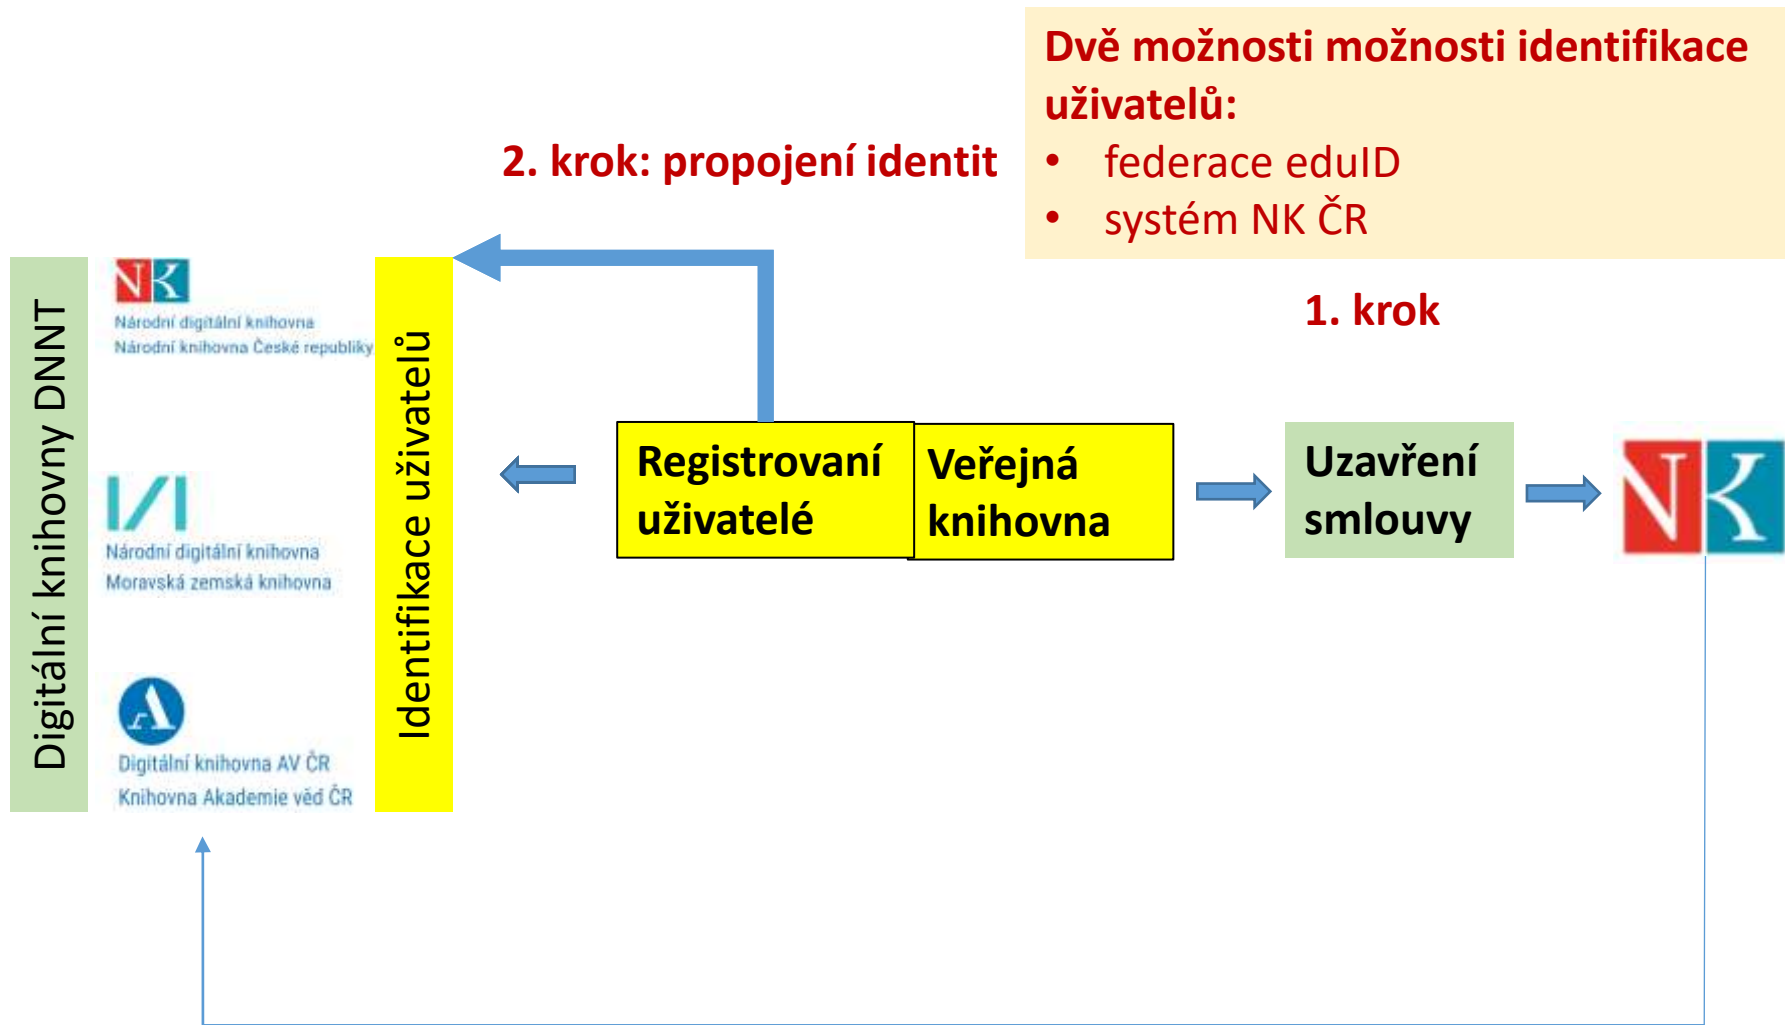 Dvě možnosti možnosti identifikace
uživatelů:
• federace eduID
• systém NK ČR
2. krok: propojení identit
1. krok
Digitální knihovny DNNT
NK
Národní digitální knihovna
Národní knihovna České republiky
Národní digitální knihovna
Moravská zemská knihovna
Digitální knihovna AV ČR
Knihovna Akademie věd ČR
Identifikace uživatelů
Registrovaní
uživatelé
Veřejná
knihovna
Uzavření
smlouvy
NK